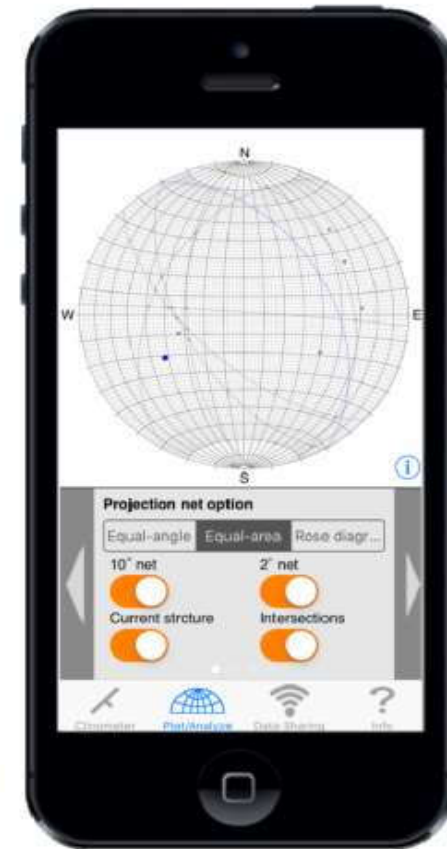 N
W E
S
i
Projection net option
Equal-angle Equal-area Rose diagr...
10° net 2° net
Current strcture Intersections
Clinometer Plot/Analyze Data Sharing Info